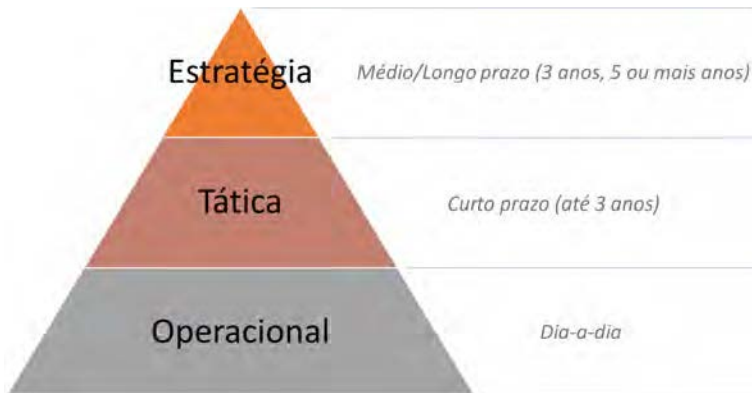 Estratégia
Médio/Longo prazo (3 anos, 5 ou mais anos)
Tática
Curto prazo (até 3 anos)
Operacional
Dia-a-dia